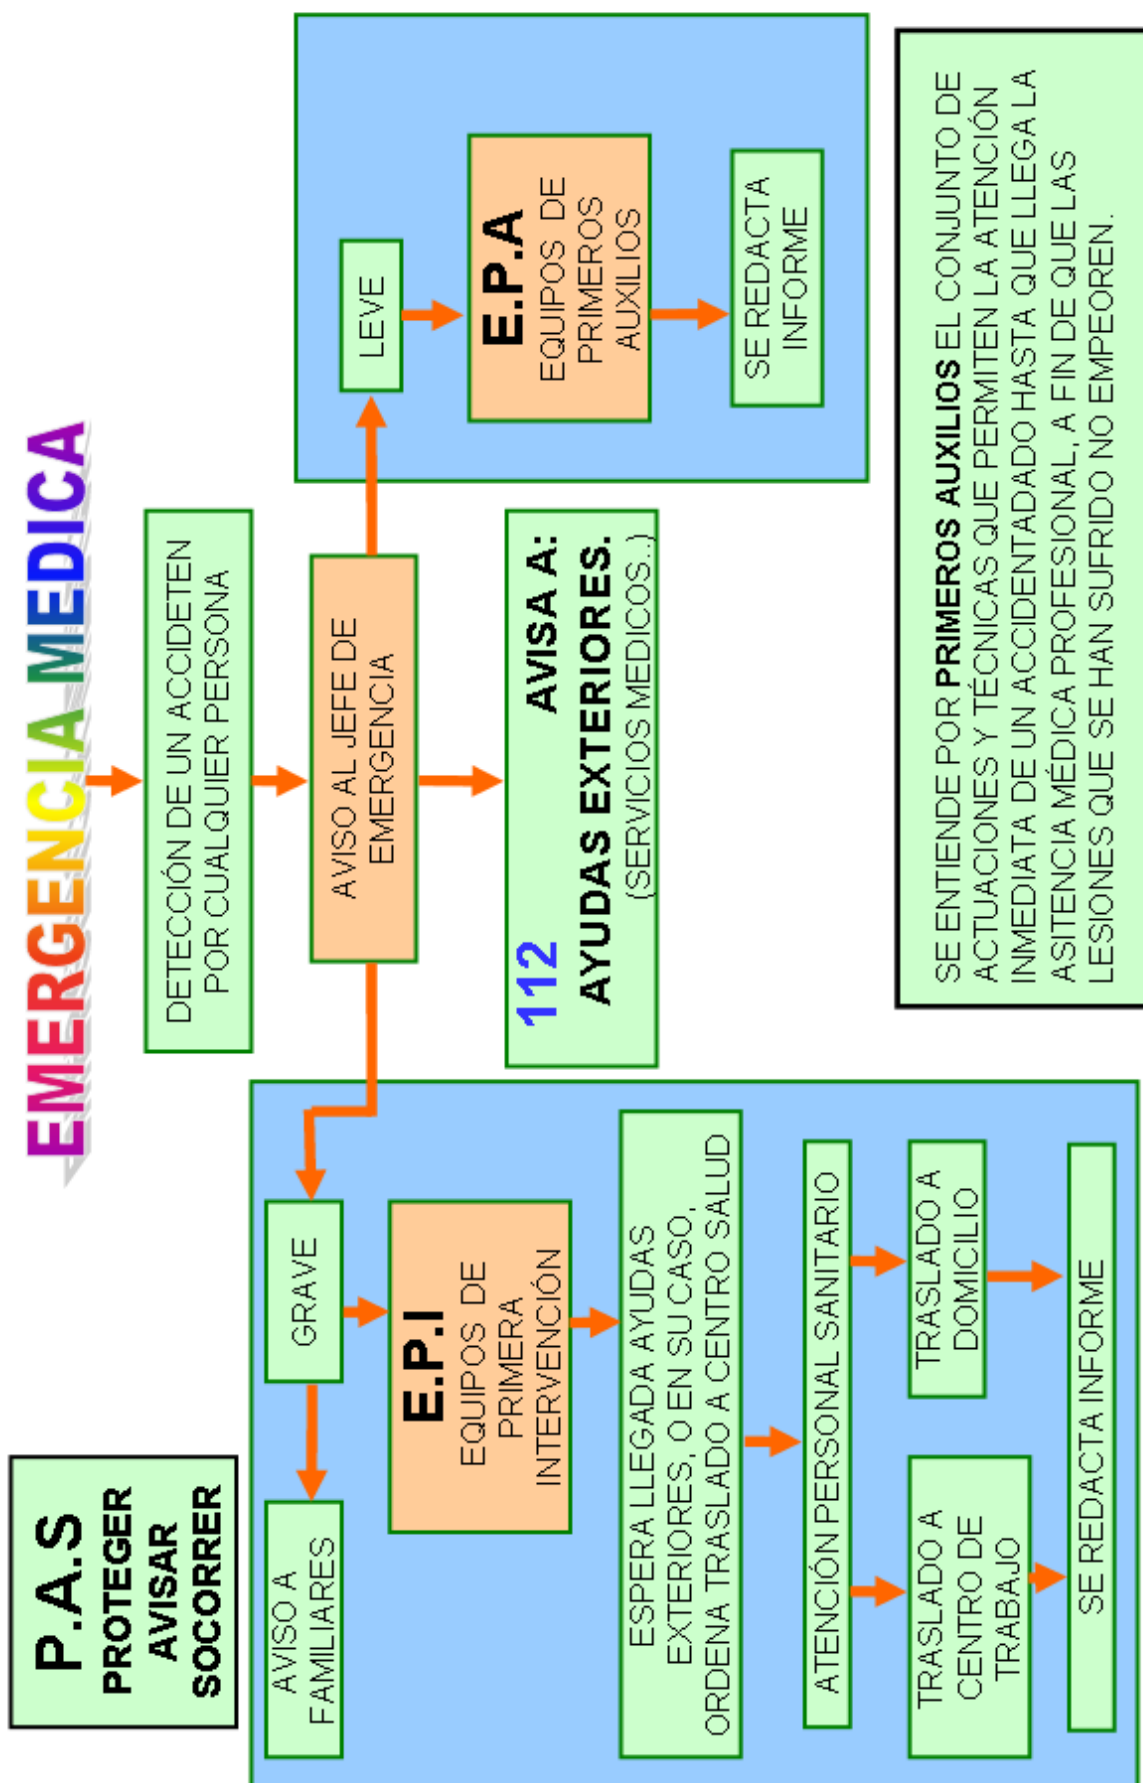 EMERGENCIA MEDICA
P.A.S
PROTEGER
AVISAR
SOCORRER
DETECCIÓN DE UN ACCIDETEN
POR CUALQUIER PERSONA
AVISO AL JEFE DE
EMERGENCIA
GRAVE
AVISO A
FAMILIARES
E.P.I
EQUIPOS DE
PRIMERA
INTERVENCIÓN
ESPERA LLEGADA AYUDAS
EXTERIORES, O EN SU CASO,
ORDENA TRASLADO A CENTRO SALUD
ATENCIÓN PERSONAL SANITARIO
TRASLADO A
CENTRO DE
TRABAJO
TRASLADO A
DOMICILIO
SE REDACTA INFORME
112 AVISA A:
AYUDAS EXTERIORES.
(SERVICIOS MEDICOS..)
LEVE
E.P.A
EQUIPOS DE
PRIMEROS
AUXILIOS
SE REDACTA
INFORME
SE ENTIENDE POR PRIMEROS AUXILIOS EL CONJUNTO DE
ACTUACIONES Y TÉCNICAS QUE PERMITEN LA ATENCIÓN
INMEDIATA DE UN ACCIDENTADADO HASTA QUE LLEGA LA
ASITENCIA MÉDICA PROFESIONAL, A FIN DE QUE LAS
LESIONES QUE SE HAN SUFRIDO NO EMPEOREN.